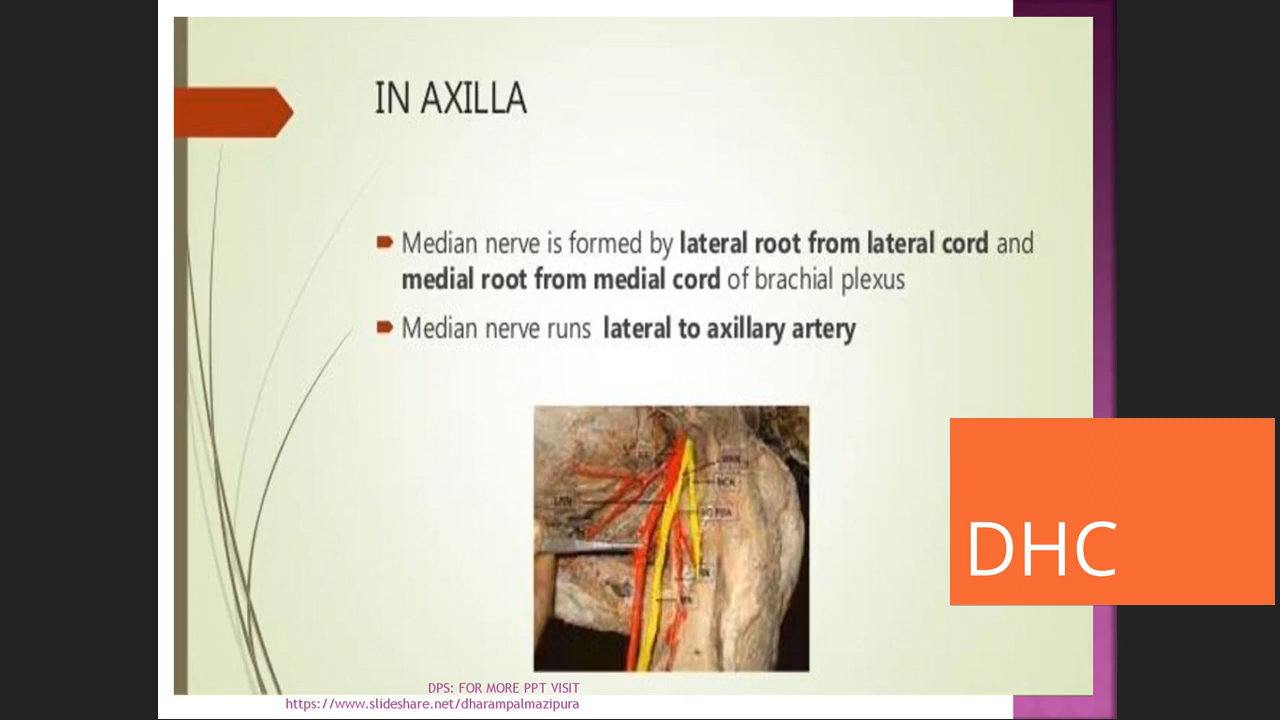 IN AXILLA
Median nerve is formed by lateral root from lateral cord and
medial root from medial cord of brachial plexus
Median nerve runs lateral to axillary artery
DHC
DPS: FOR MORE PPT VISIT
https://www.slideshare.net/dharampalmazipura